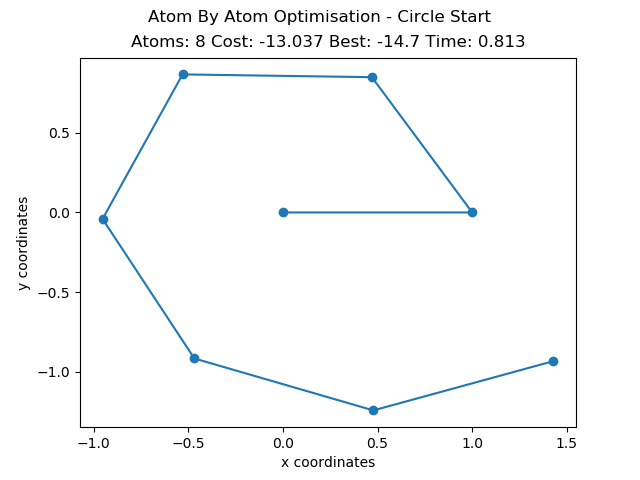 Atom By Atom Optimisation - Circle Start
Atoms: 8 Cost: -13.037 Best: -14.7 Time: 0.813
0.5
0.0
−0.5
−1.0
y coordinates
−1.0 −0.5 0.0 0.5 1.0 1.5
x coordinates